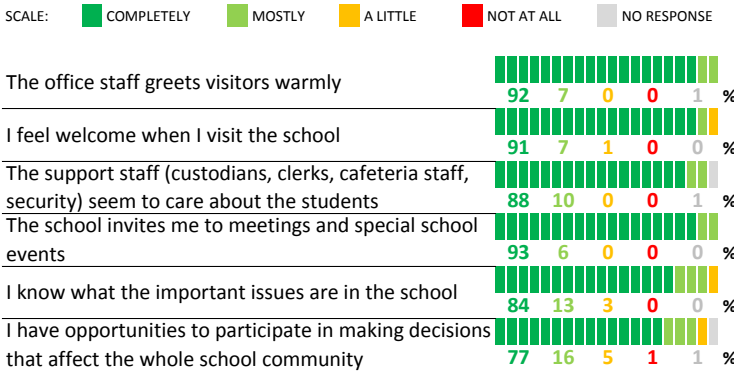 SCALE: COMPLETELY MOSTLY A LITTLE NOT AT ALL NO RESPONSE
The office staff greets visitors warmly
92 7 0 0 1 %
I feel welcome when I visit the school
91 7 1 0 0 %
The support staff (custodians, clerks, cafeteria staff,
security) seem to care about the students
88 10 0 0 1 %
The school invites me to meetings and special school
events
93 6 0 0 0 %
I know what the important issues are in the school
84 13 3 0 0 %
I have opportunities to participate in making decisions
that affect the whole school community
77 16 5 1 1 %